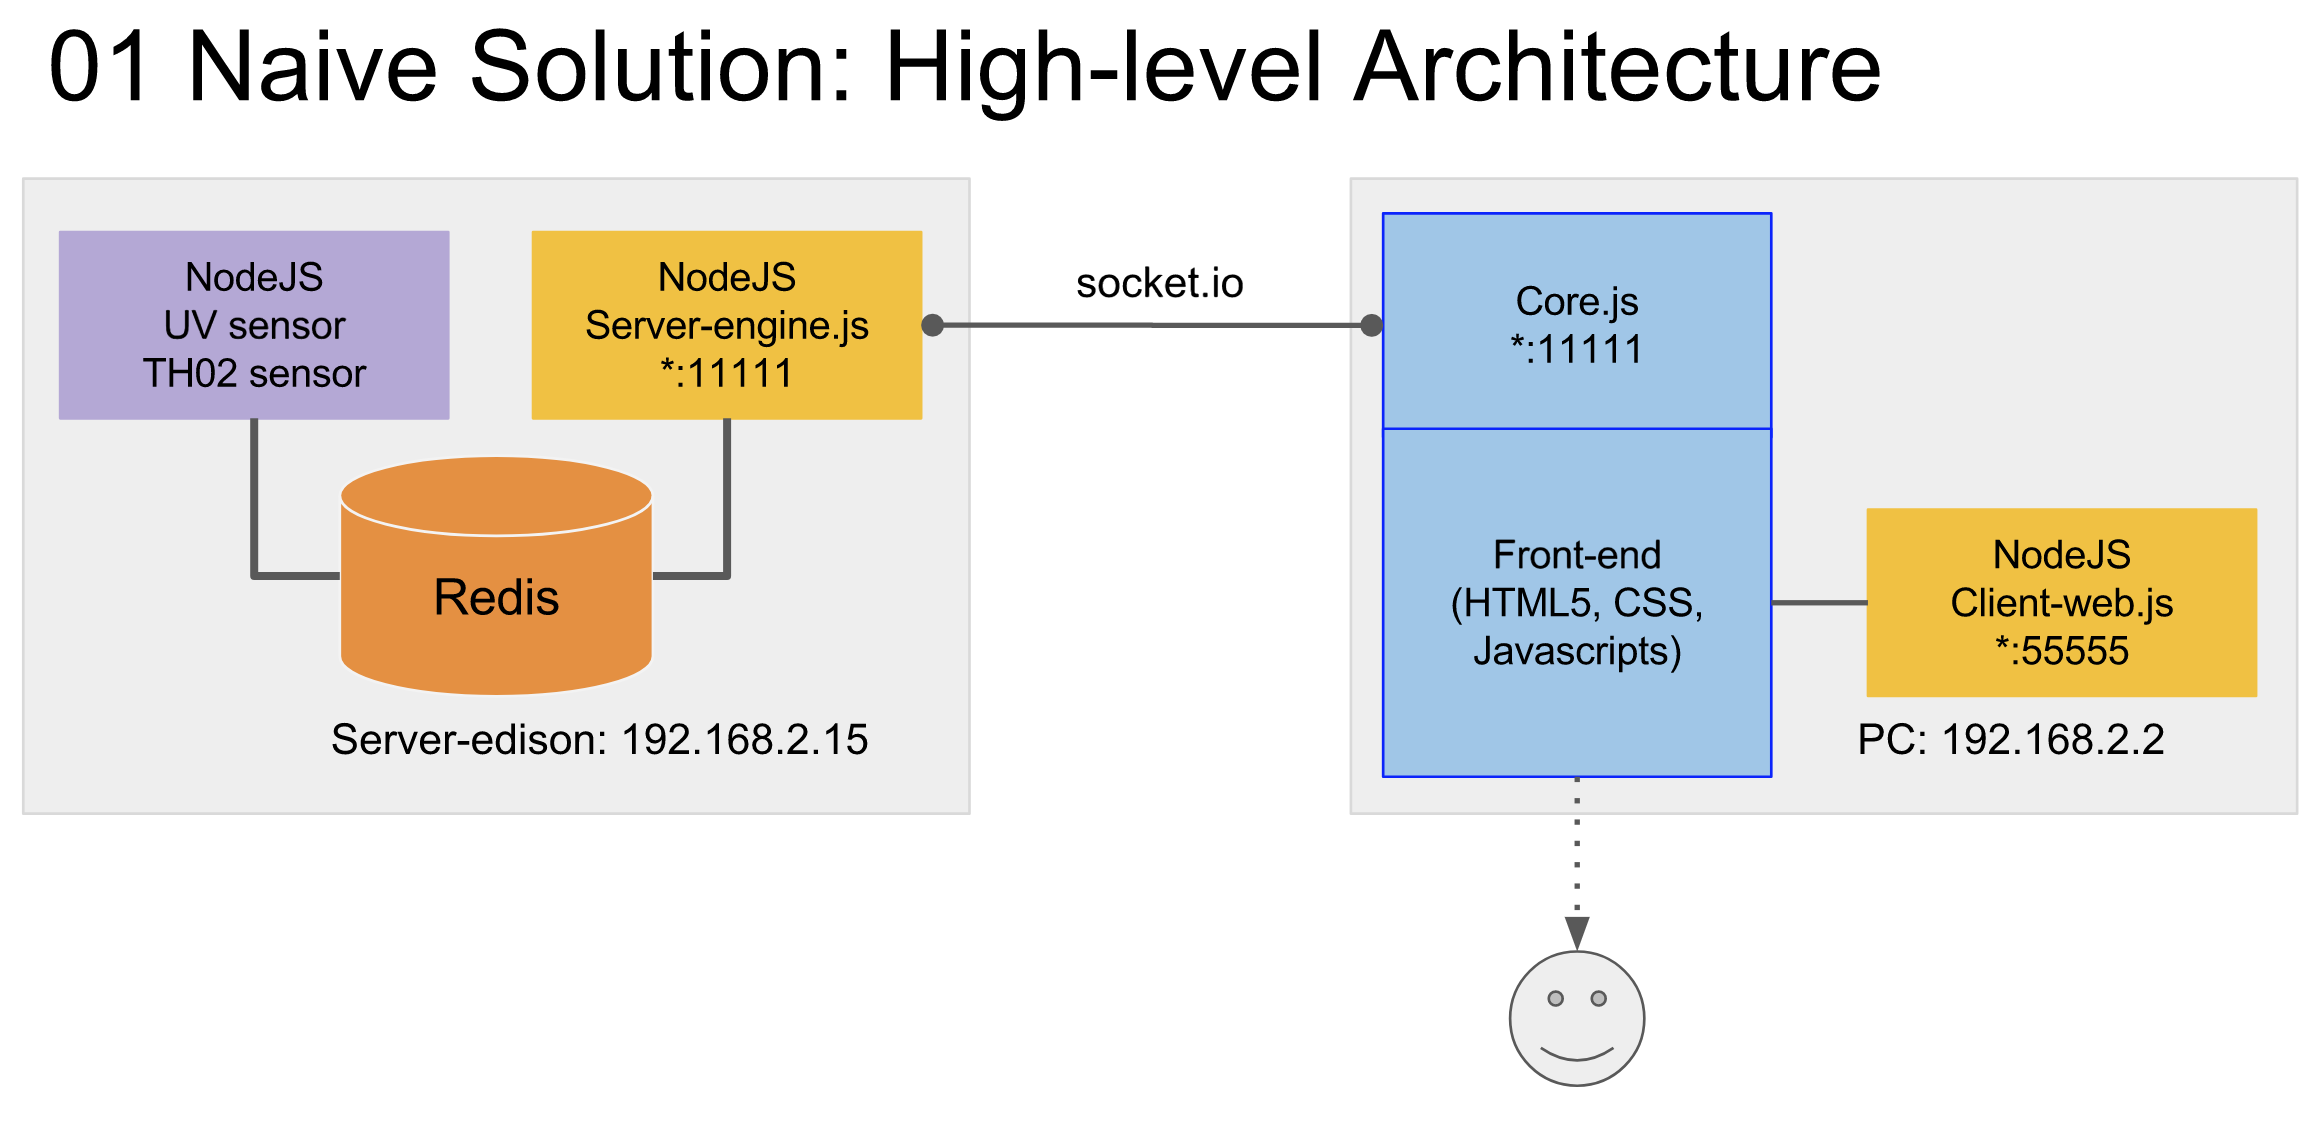 01 Naive Solution: High-level Architecture
NodeJS
UV sensor
TH02 sensor
NodeJS
Server-engine.js
*:11111
Redis
Server-edison: 192.168.2.15
socket.io
Core.js
*:11111
Front-end
(HTML5, CSS,
Javascripts)
NodeJS
Client-web.js
*:55555
PC: 192.168.2.2